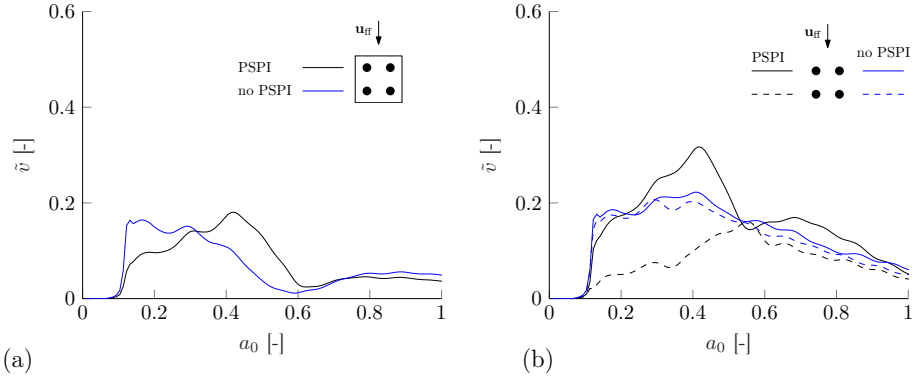 0.6
0.4
0.2
0
ṽ [-]
u_ff
PSPI
no PSPI
0 0.2 0.4 0.6 0.8 1
a_0 [-]
(a)
0.6
0.4
0.2
0
ṽ [-]
u_ff
PSPI no PSPI
0 0.2 0.4 0.6 0.8 1
a_0 [-]
(b)